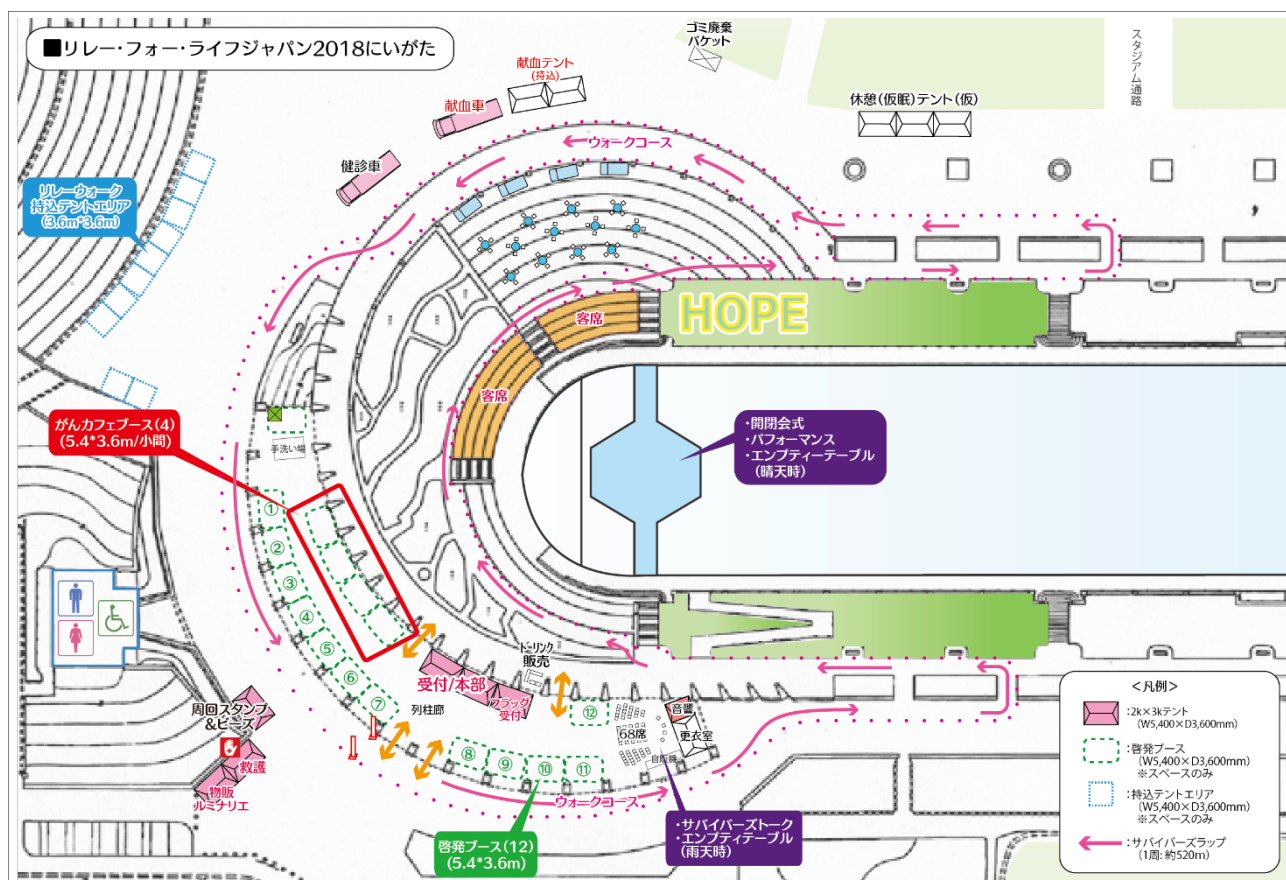 ■リレー・フォー・ライフジャパン2018にいがた
ゴミ廃棄
バケット
スタジアム通路
献血テント
(持込)
献血車
休憩(仮眠)テント(仮)
健診車
ウォークコース
リレーウォーク
持込テントエリア
(3.6m*3.6m)
HOPE
客席
客席
がんカフェブース(4)
(5.4*3.6m/小間)
手洗い場
・開閉会式
・パフォーマンス
・エンプティーテーブル
(晴天時)
①
②
③
④
⑤
⑥
⑦
⑧
⑨
⑩
⑪
⑫
ドリンク
販売
受付/本部
フラッグ
受付
列柱廊
音響
更衣室
68席
自販機
周回スタンプ
&ビーズ
救護
物販
ルミナリエ
ウォークコース
啓発ブース(12)
(5.4*3.6m)
・サバイバーズトーク
・エンプティテーブル
(雨天時)
<凡例>
:2k×3kテント
(W5,400×D3,600mm)
:啓発ブース
(W5,400×D3,600mm)
※スペースのみ
:持込テントエリア
(W5,400×D3,600mm)
※スペースのみ
:サバイバーズラップ
(1周:約520m)